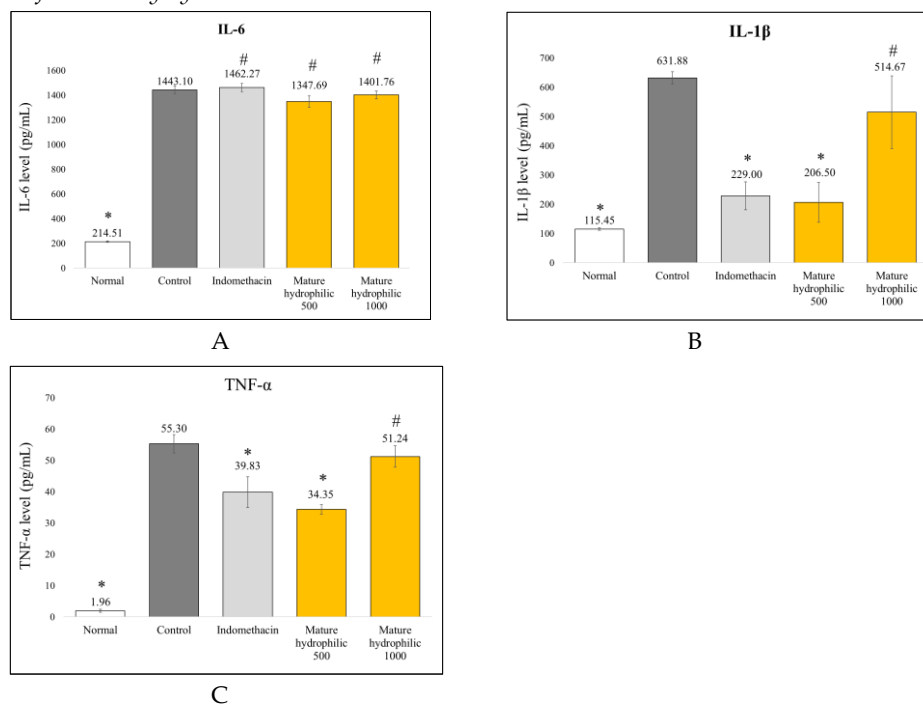 IL-6
IL-6 level (pg/mL)
1600
1400
1200
1000
800
600
400
200
0
*
214.51
1443.10
#
1462.27
#
1347.69
#
1401.76
Normal
Control
Indomethacin
Mature
hydrophilic
500
Mature
hydrophilic
1000
A
IL-1β
IL-1β level (pg/mL)
700
600
500
400
300
200
100
0
*
115.45
631.88
*
229.00
*
206.50
#
514.67
Normal
Control
Indomethacin
Mature
hydrophilic
500
Mature
hydrophilic
1000
B
TNF-α
TNF-α level (pg/mL)
70
60
50
40
30
20
10
0
*
1.96
55.30
*
39.83
*
34.35
#
51.24
Normal
Control
Indomethacin
Mature
hydrophilic
500
Mature
hydrophilic
1000
C